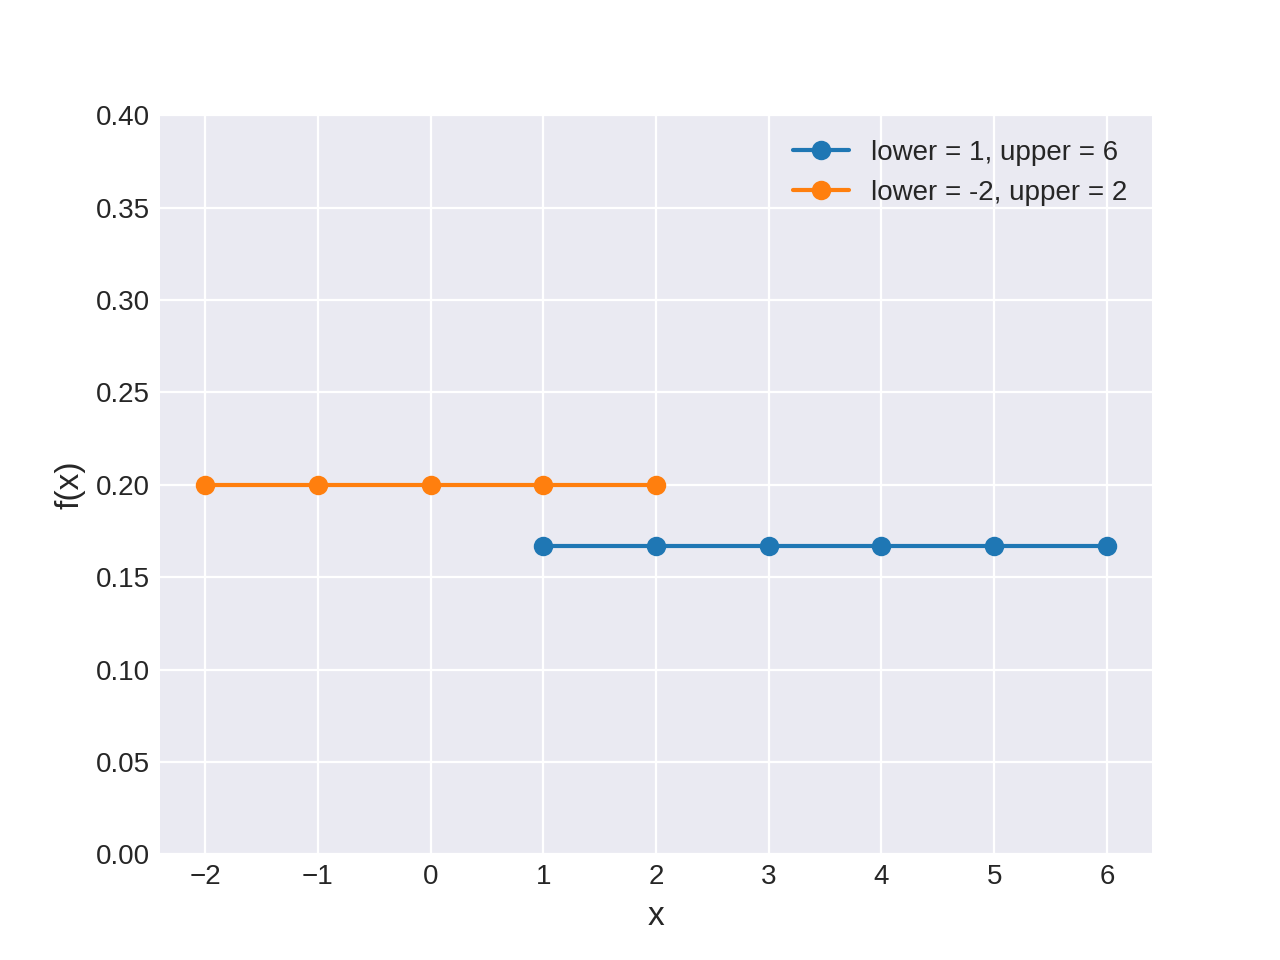 0.40
0.35
0.30
0.25
0.20
0.15
0.10
0.05
0.00
f(x)
lower = 1, upper = 6
lower = -2, upper = 2
−2 −1 0 1 2 3 4 5 6
x